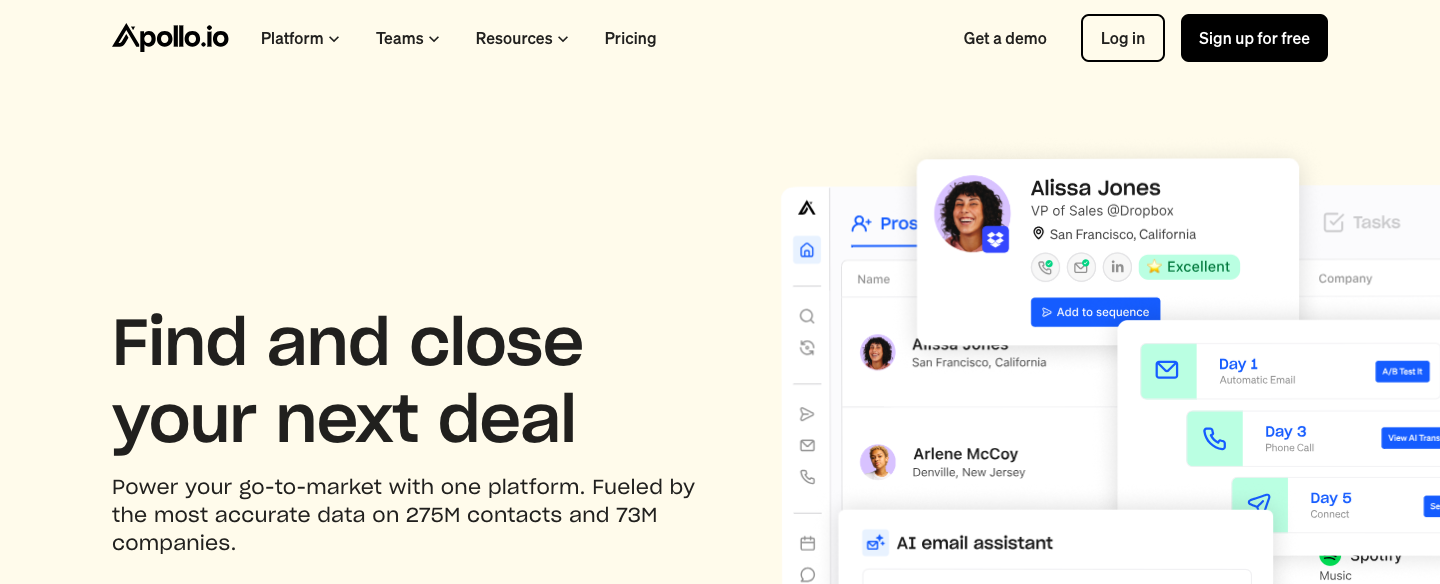 Apollo.io
Platform
Teams
Resources
Pricing
Get a demo
Log in
Sign up for free
Find and close
your next deal
Power your go-to-market with one platform. Fueled by
the most accurate data on 275M contacts and 73M
companies.
Pros
Tasks
Name
Company
Alissa Jones
VP of Sales @Dropbox
San Francisco, California
in
Excellent
Add to sequence
Alissa Jones
San Francisco, California
Arlene McCoy
Denville, New Jersey
Day 1
Automatic Email
A/B Test It
Day 3
Phone Call
View AI Trans
Day 5
Connect
Se
AI email assistant
Spotify
Music